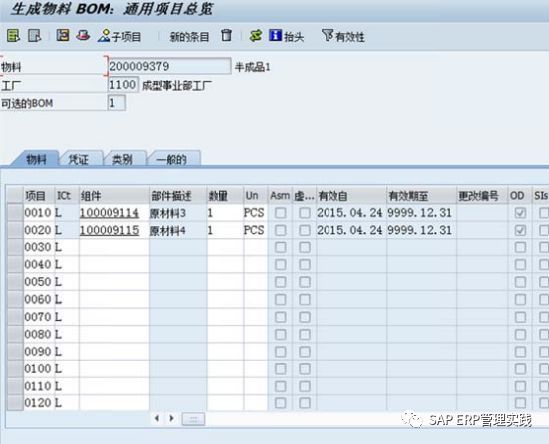 生成物料 BOM: 通用项目总览
子项目 新的条目 抬头 有效性
物料 200009379 半成品1
工厂 1100 成型事业部工厂
可选的BOM 1
物料 凭证 类别 一般的
项目 ICt 组件 部件描述 数量 Un Asm 虚... 有效自 有效期至 更改编号 OD SIs
0010 L 100009114 原材料3 1 PCS 2015.04.24 9999.12.31
0020 L 100009115 原材料4 1 PCS 2015.04.24 9999.12.31
0030 L
0040 L
0050 L
0060 L
0070 L
0080 L
0090 L
0100 L
0110 L
0120 L
SAP ERP管理实践